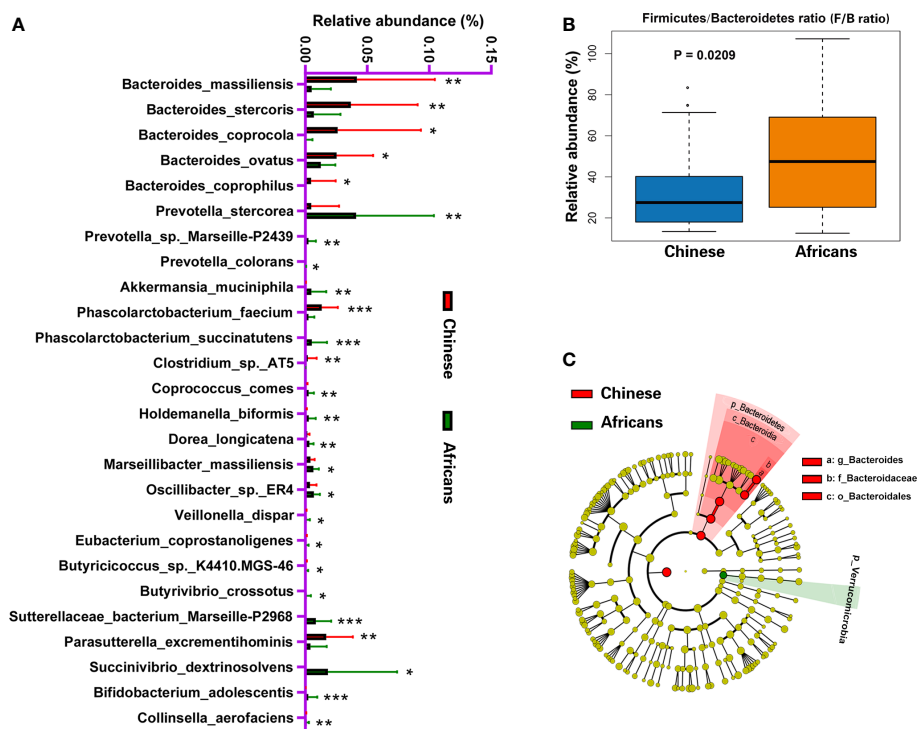 A
Relative abundance (%)
0.00
0.05
0.10
0.15
Bacteroides_massiliensis **
Bacteroides_stercoris **
Bacteroides_coprocola *
Bacteroides_ovatus *
Bacteroides_coprophilus *
Prevotella_stercorea **
Prevotella_sp._Marseille-P2439 **
Prevotella_colorans *
Akkermansia_muciniphila **
Phascolarctobacterium_faecium ***
Phascolarctobacterium_succinatutens ***
Clostridium_sp._AT5 **
Coprococcus_comes **
Holdemanella_biformis **
Dorea_longicatena **
Marseillibacter_massiliensis *
Oscillibacter_sp._ER4 *
Veillonella_dispar *
Eubacterium_coprostanoligenes *
Butyricicoccus_sp._K4410.MGS-46 *
Butyrivibrio_crossotus *
Sutterellaceae_bacterium_Marseille-P2968 ***
Parasutterella_excrementihominis **
Succinivibrio_dextrinosolvens *
Bifidobacterium_adolescentis ***
Collinsella_aerofaciens **
Chinese
Africans
B
Firmicutes/Bacteroidetes ratio (F/B ratio)
Relative abundance (%)
100
80
60
40
20
P = 0.0209
Chinese
Africans
C
Chinese
Africans
p_Bacteroidetes
c_Bacteroidia
c
b
a
a: g_Bacteroides
b: f_Bacteroidaceae
c: o_Bacteroidales
p_Verrucomicrobia